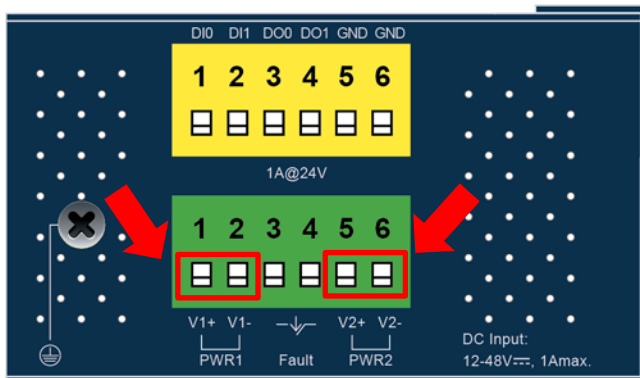 DI0 DI1 DO0 DO1 GND GND
1 2 3 4 5 6
1A@24V
1 2 3 4 5 6
V1+ V1- V2+ V2-
PWR1 Fault PWR2
DC Input:
12-48V⎓, 1Amax.